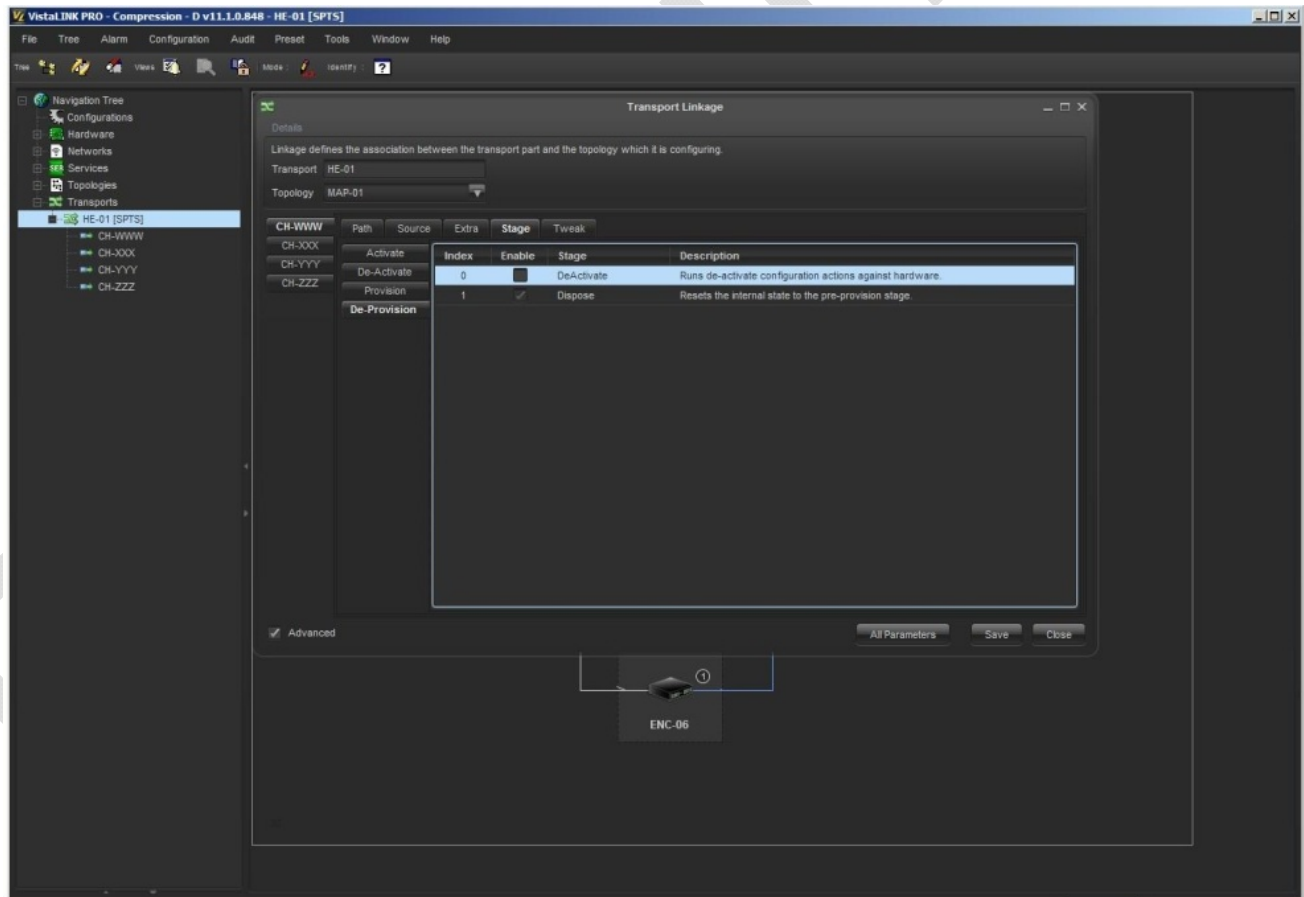 VistaLINK PRO - Compression - D v11.1.0.848 - HE-01 [SPTS]
File Tree Alarm Configuration Audit Preset Tools Window Help
Tree Views Mode : Identify : ?
Navigation Tree
Configurations
Hardware
Networks
Services
Topologies
Transports
HE-01 [SPTS]
CH-WWW
CH-XXX
CH-YYY
CH-ZZZ
Transport Linkage
Details
Linkage defines the association between the transport part and the topology which it is configuring.
Transport HE-01
Topology MAP-01
CH-WWW
CH-XXX
CH-YYY
CH-ZZZ
Path Source Extra Stage Tweak
Activate
De-Activate
Provision
De-Provision
Index Enable Stage Description
0 DeActivate Runs de-activate configuration actions against hardware.
1 Dispose Resets the internal state to the pre-provision stage.
Advanced All Parameters Save Close
1
ENC-06